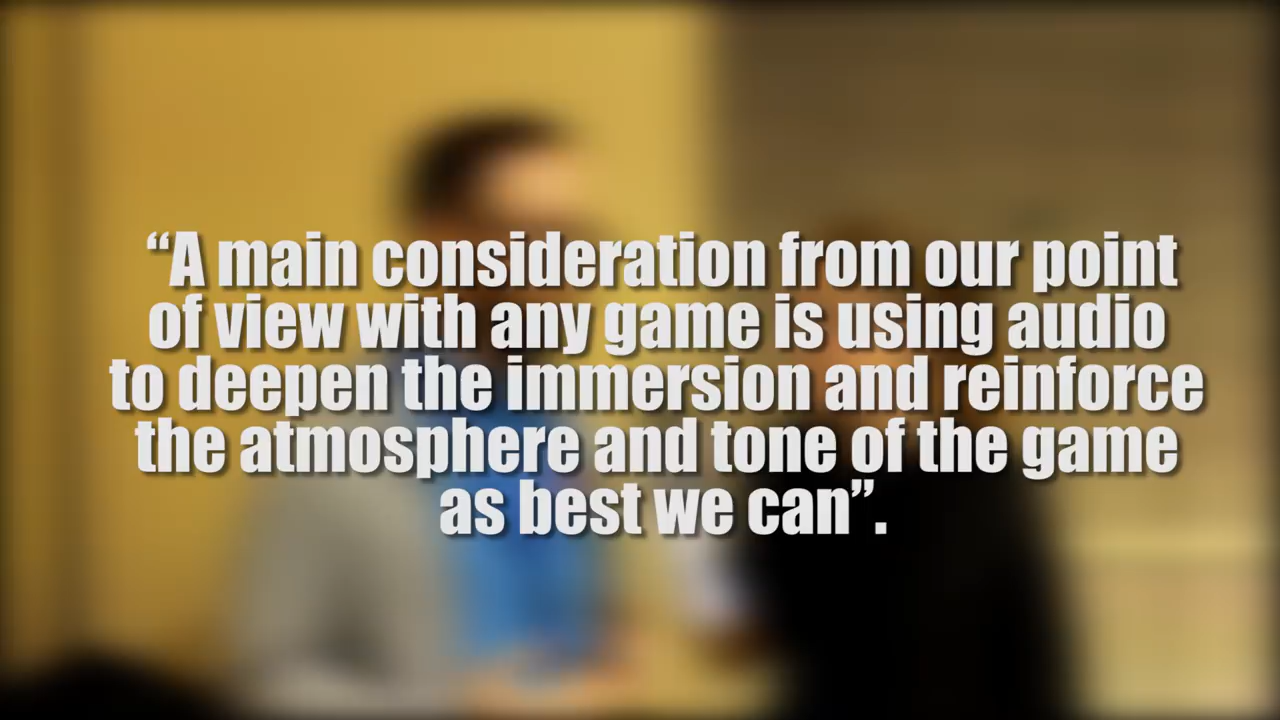 “A main consideration from our point
of view with any game is using audio
to deepen the immersion and reinforce
the atmosphere and tone of the game
as best we can”.